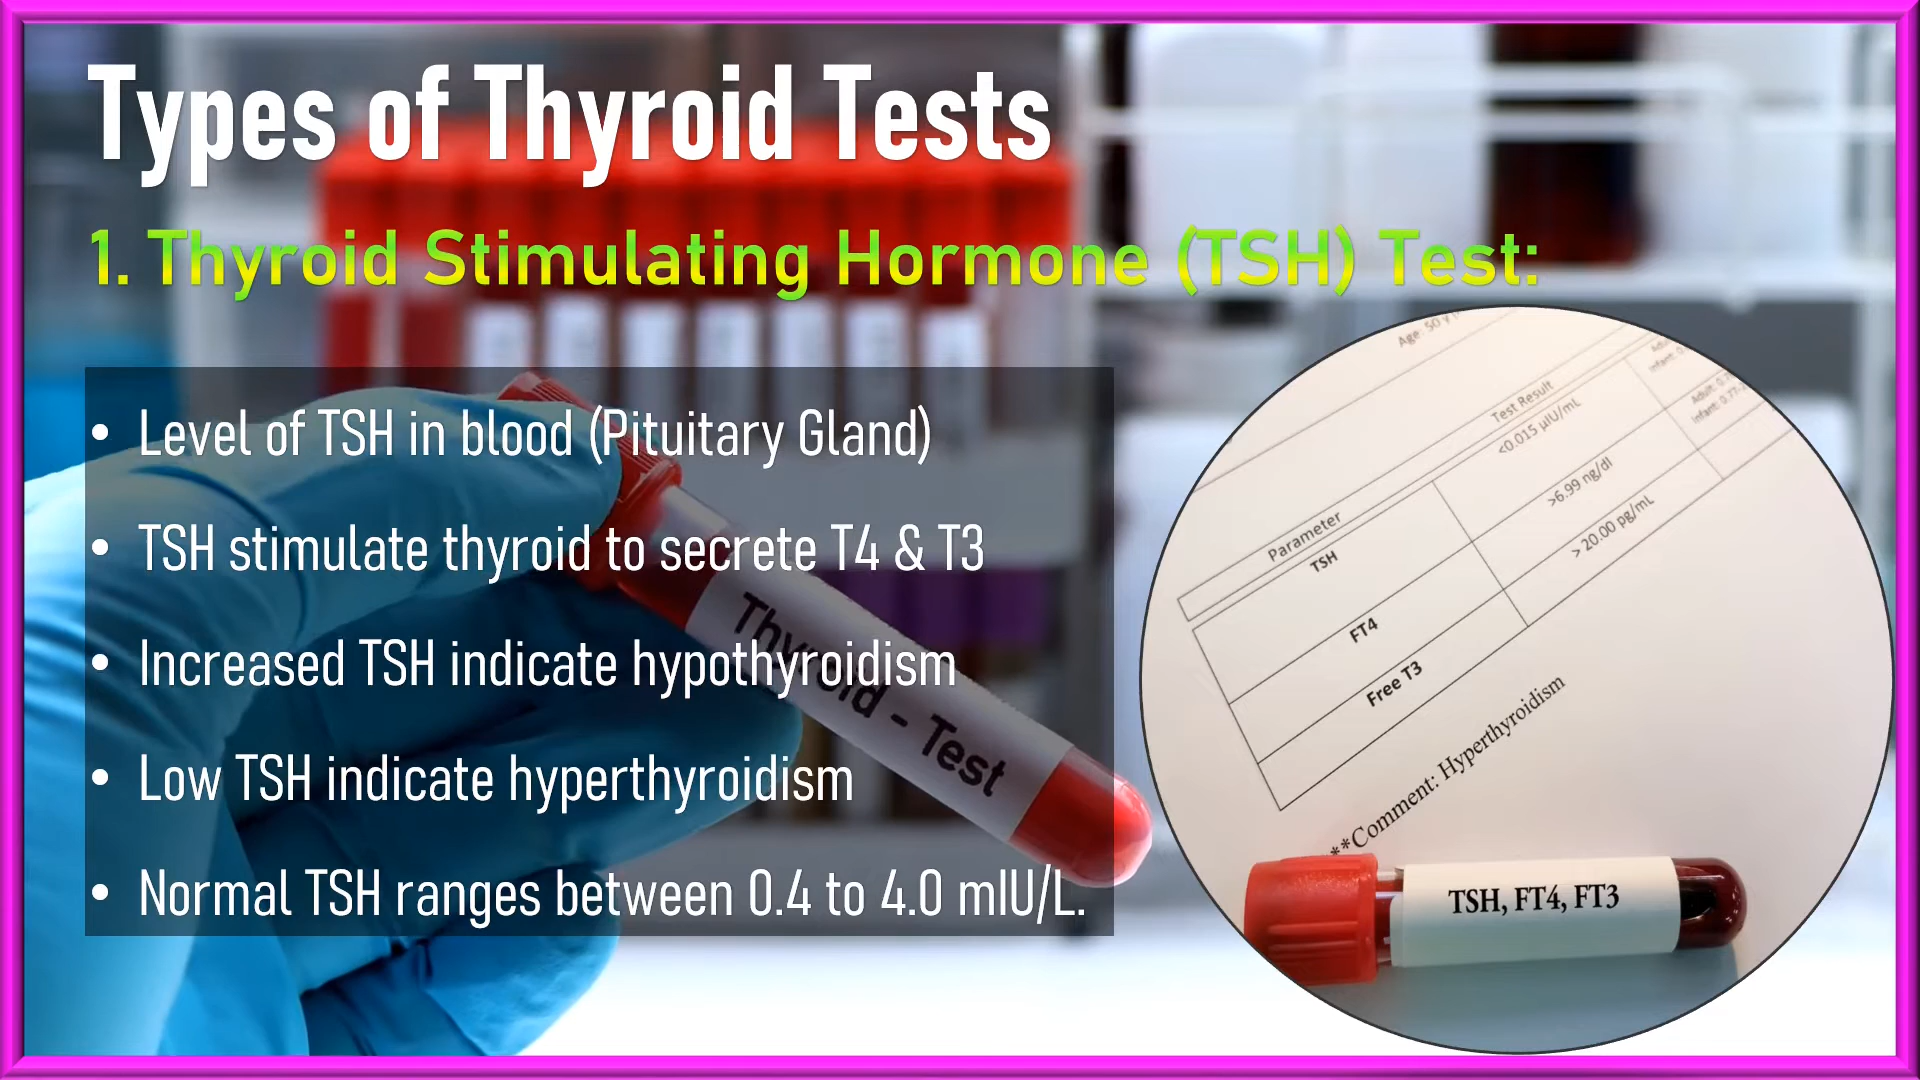 Types of Thyroid Tests
1. Thyroid Stimulating Hormone (TSH) Test:
• Level of TSH in blood (Pituitary Gland)
• TSH stimulate thyroid to secrete T4 & T3
• Increased TSH indicate hypothyroidism
• Low TSH indicate hyperthyroidism
• Normal TSH ranges between 0.4 to 4.0 mIU/L.
Thyroid - Test
Age: 50
Parameter Test Result
TSH <0.015 µIU/mL
FT4 >6.99 ng/dl
Free T3 > 20.00 pg/mL
**Comment: Hyperthyroidism
TSH, FT4, FT3